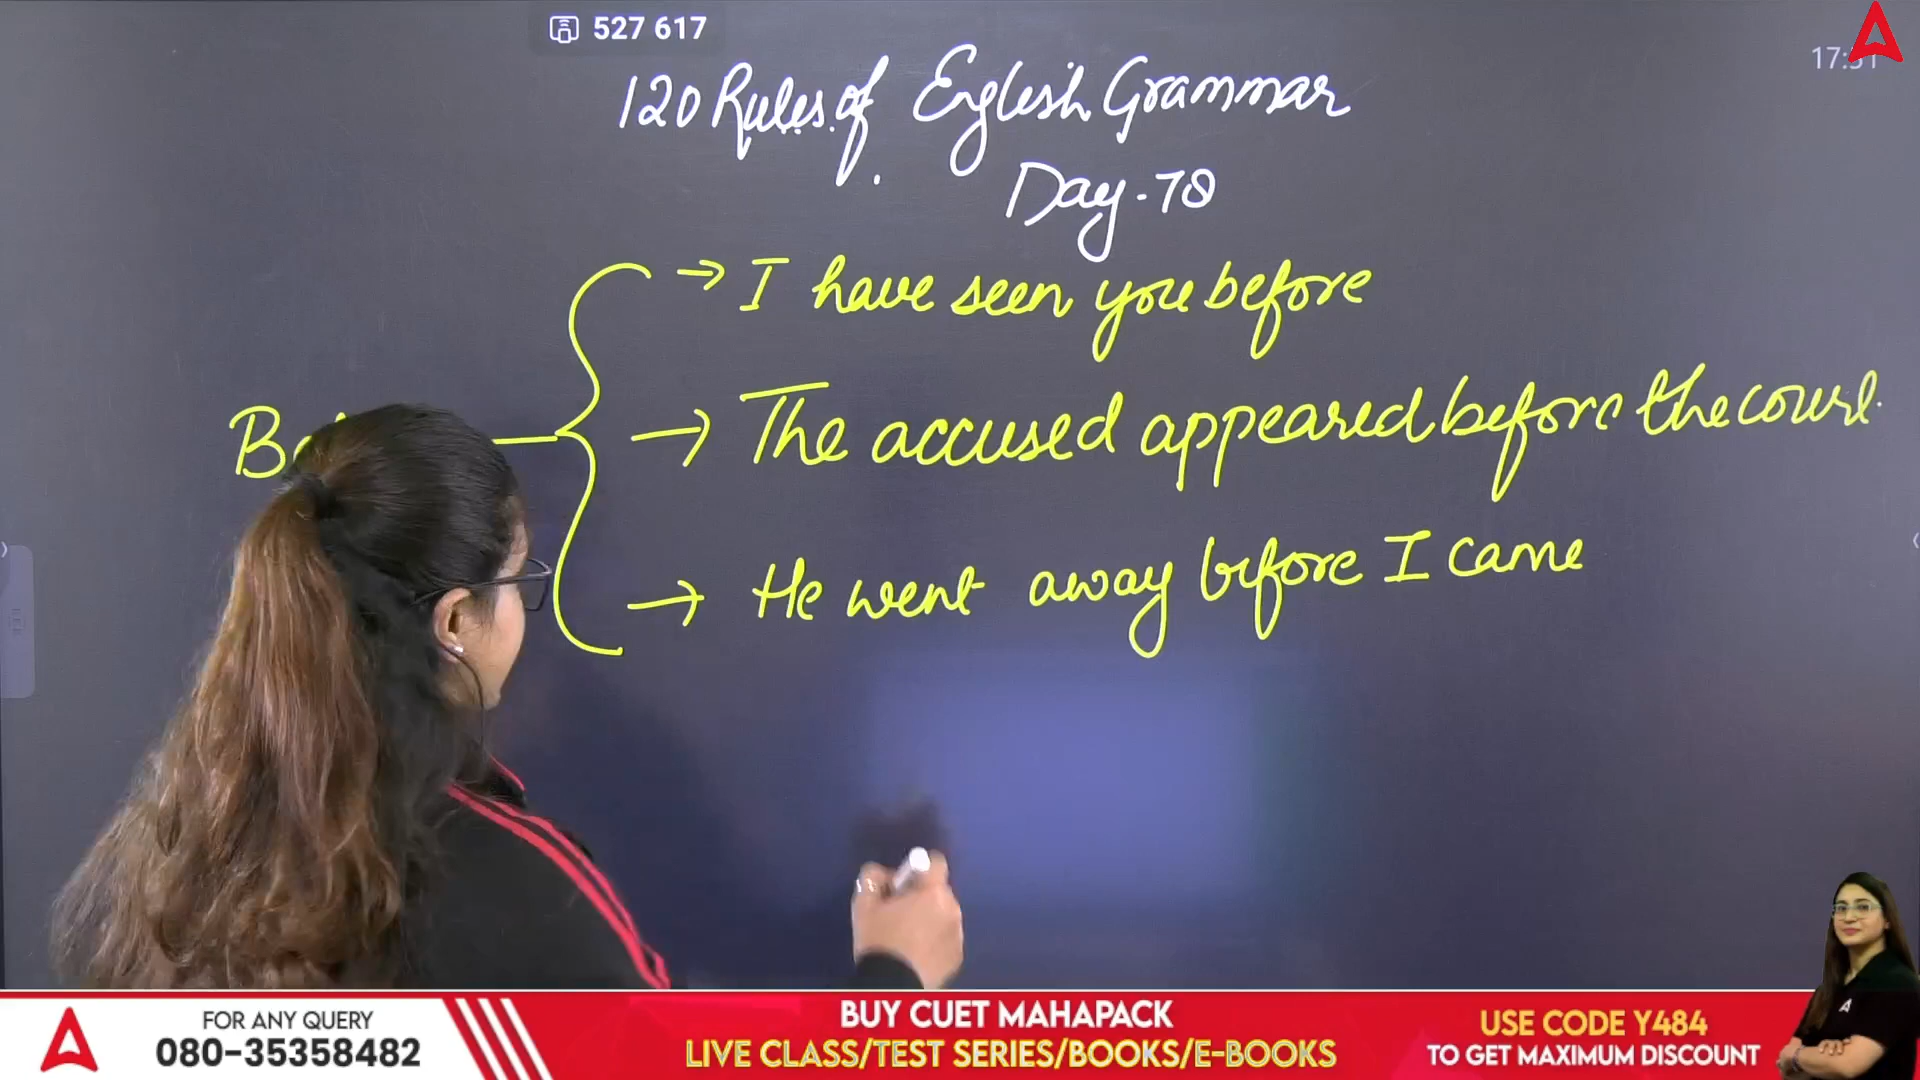 527 617
17:31
120 Rules of English Grammar
Day-78
→ I have seen you before
→ The accused appeared before the court.
→ He went away before I came
FOR ANY QUERY
080-35358482
BUY CUET MAHAPACK
LIVE CLASS/TEST SERIES/BOOKS/E-BOOKS
USE CODE Y484
TO GET MAXIMUM DISCOUNT